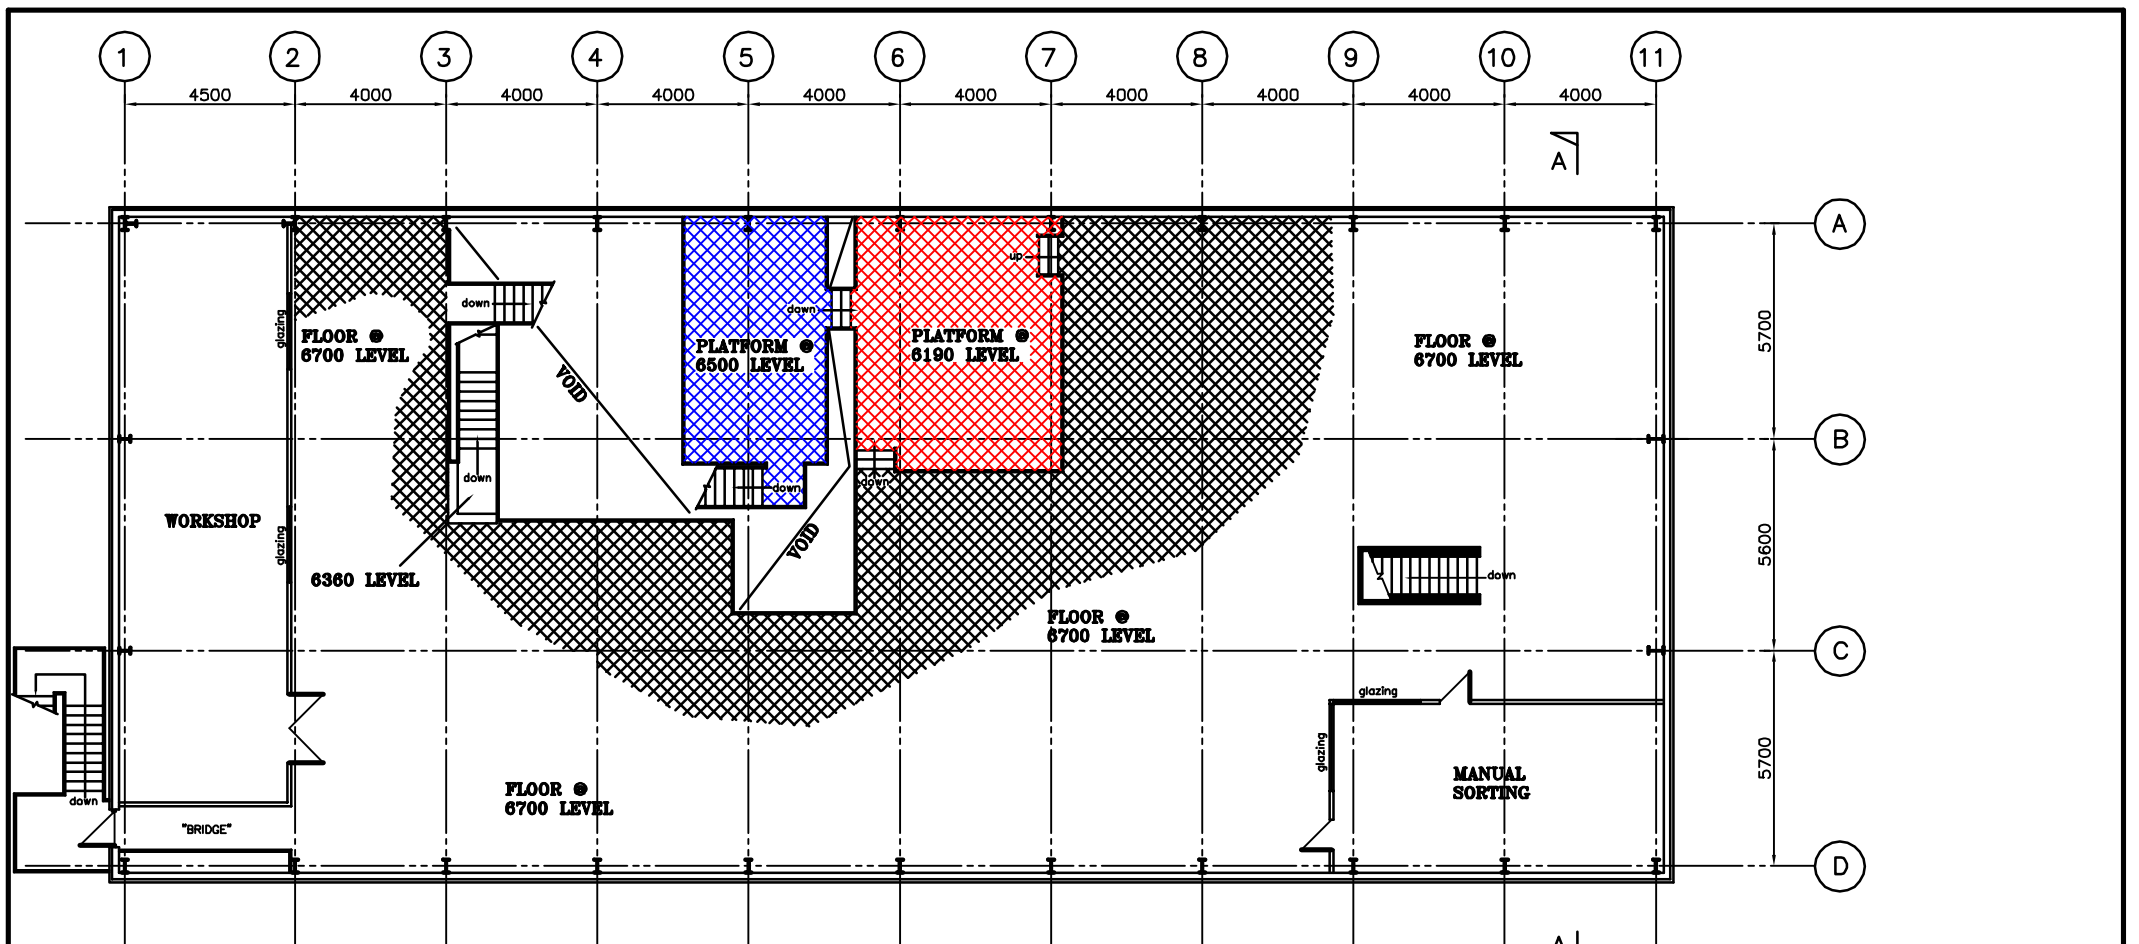 1 2 3 4 5 6 7 8 9 10 11
4500 4000 4000 4000 4000 4000 4000 4000 4000 4000
A
A
up
down
down
glazing
FLOOR @
6700 LEVEL
PLATFORM @
6500 LEVEL
PLATFORM @
6190 LEVEL
FLOOR @
6700 LEVEL
5700
VOID
B
down
down
down
WORKSHOP
glazing
VOID
5600
6360 LEVEL
down
FLOOR @
6700 LEVEL
C
glazing
glazing
5700
MANUAL
SORTING
FLOOR @
6700 LEVEL
down
"BRIDGE"
D
A